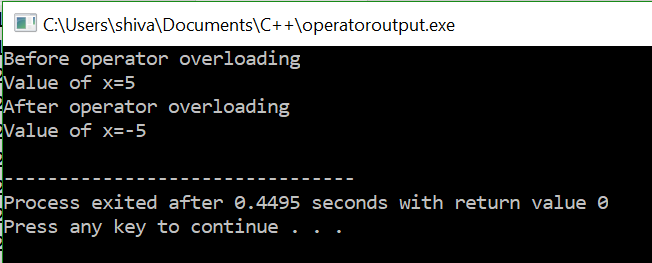 C:\Users\shiva\Documents\C++\operatoroutput.exe
Before operator overloading
Value of x=5
After operator overloading
Value of x=-5
--------------------------------
Process exited after 0.4495 seconds with return value 0
Press any key to continue . . .